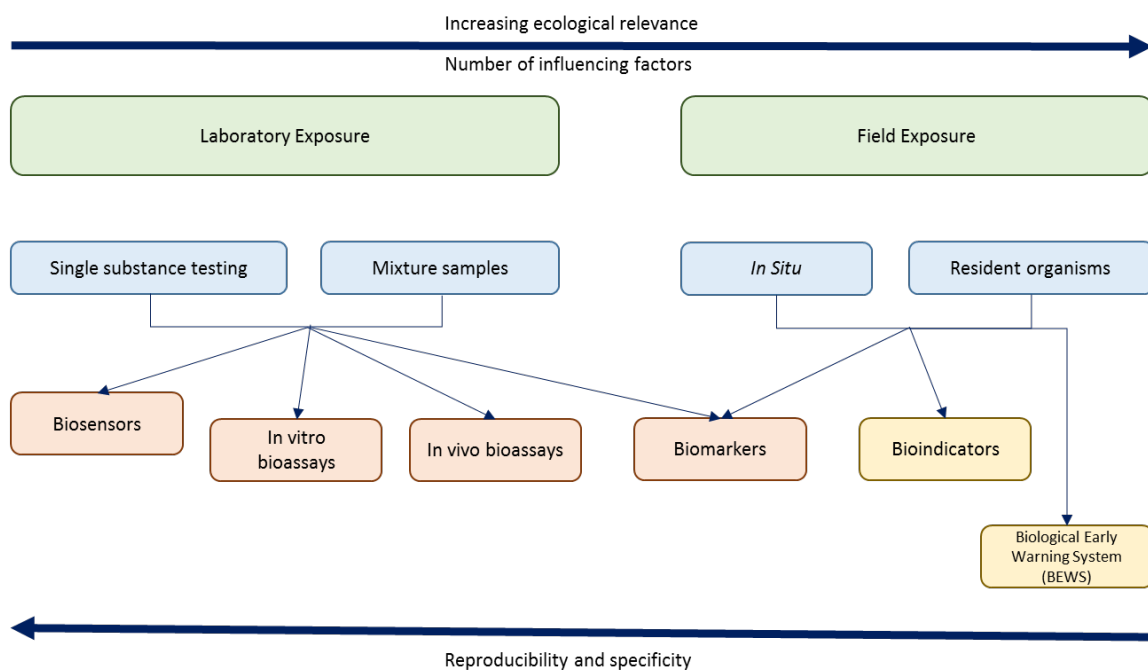 Increasing ecological relevance
Number of influencing factors
Laboratory Exposure
Field Exposure
Single substance testing
Mixture samples
In Situ
Resident organisms
Biosensors
In vitro
bioassays
In vivo bioassays
Biomarkers
Bioindicators
Biological Early
Warning System
(BEWS)
Reproducibility and specificity